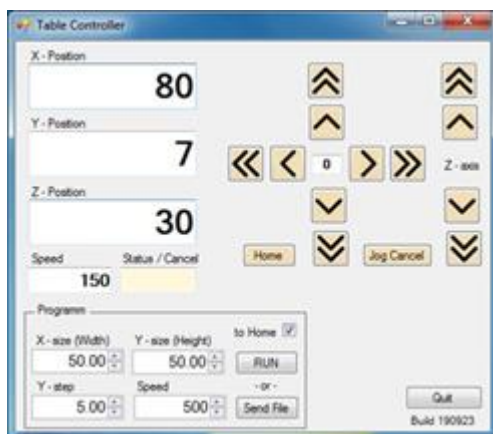 Table Controller
X - Position
80
Y - Position
7
0
Z - axis
Z - Position
30
Speed
Status / Cancel
Home
Jog Cancel
150
Programm
X - size (Width)
Y - size (Height)
to Home
50.00
50.00
RUN
Y - step
Speed
- or -
5.00
500
Send File
Quit
Build 190923